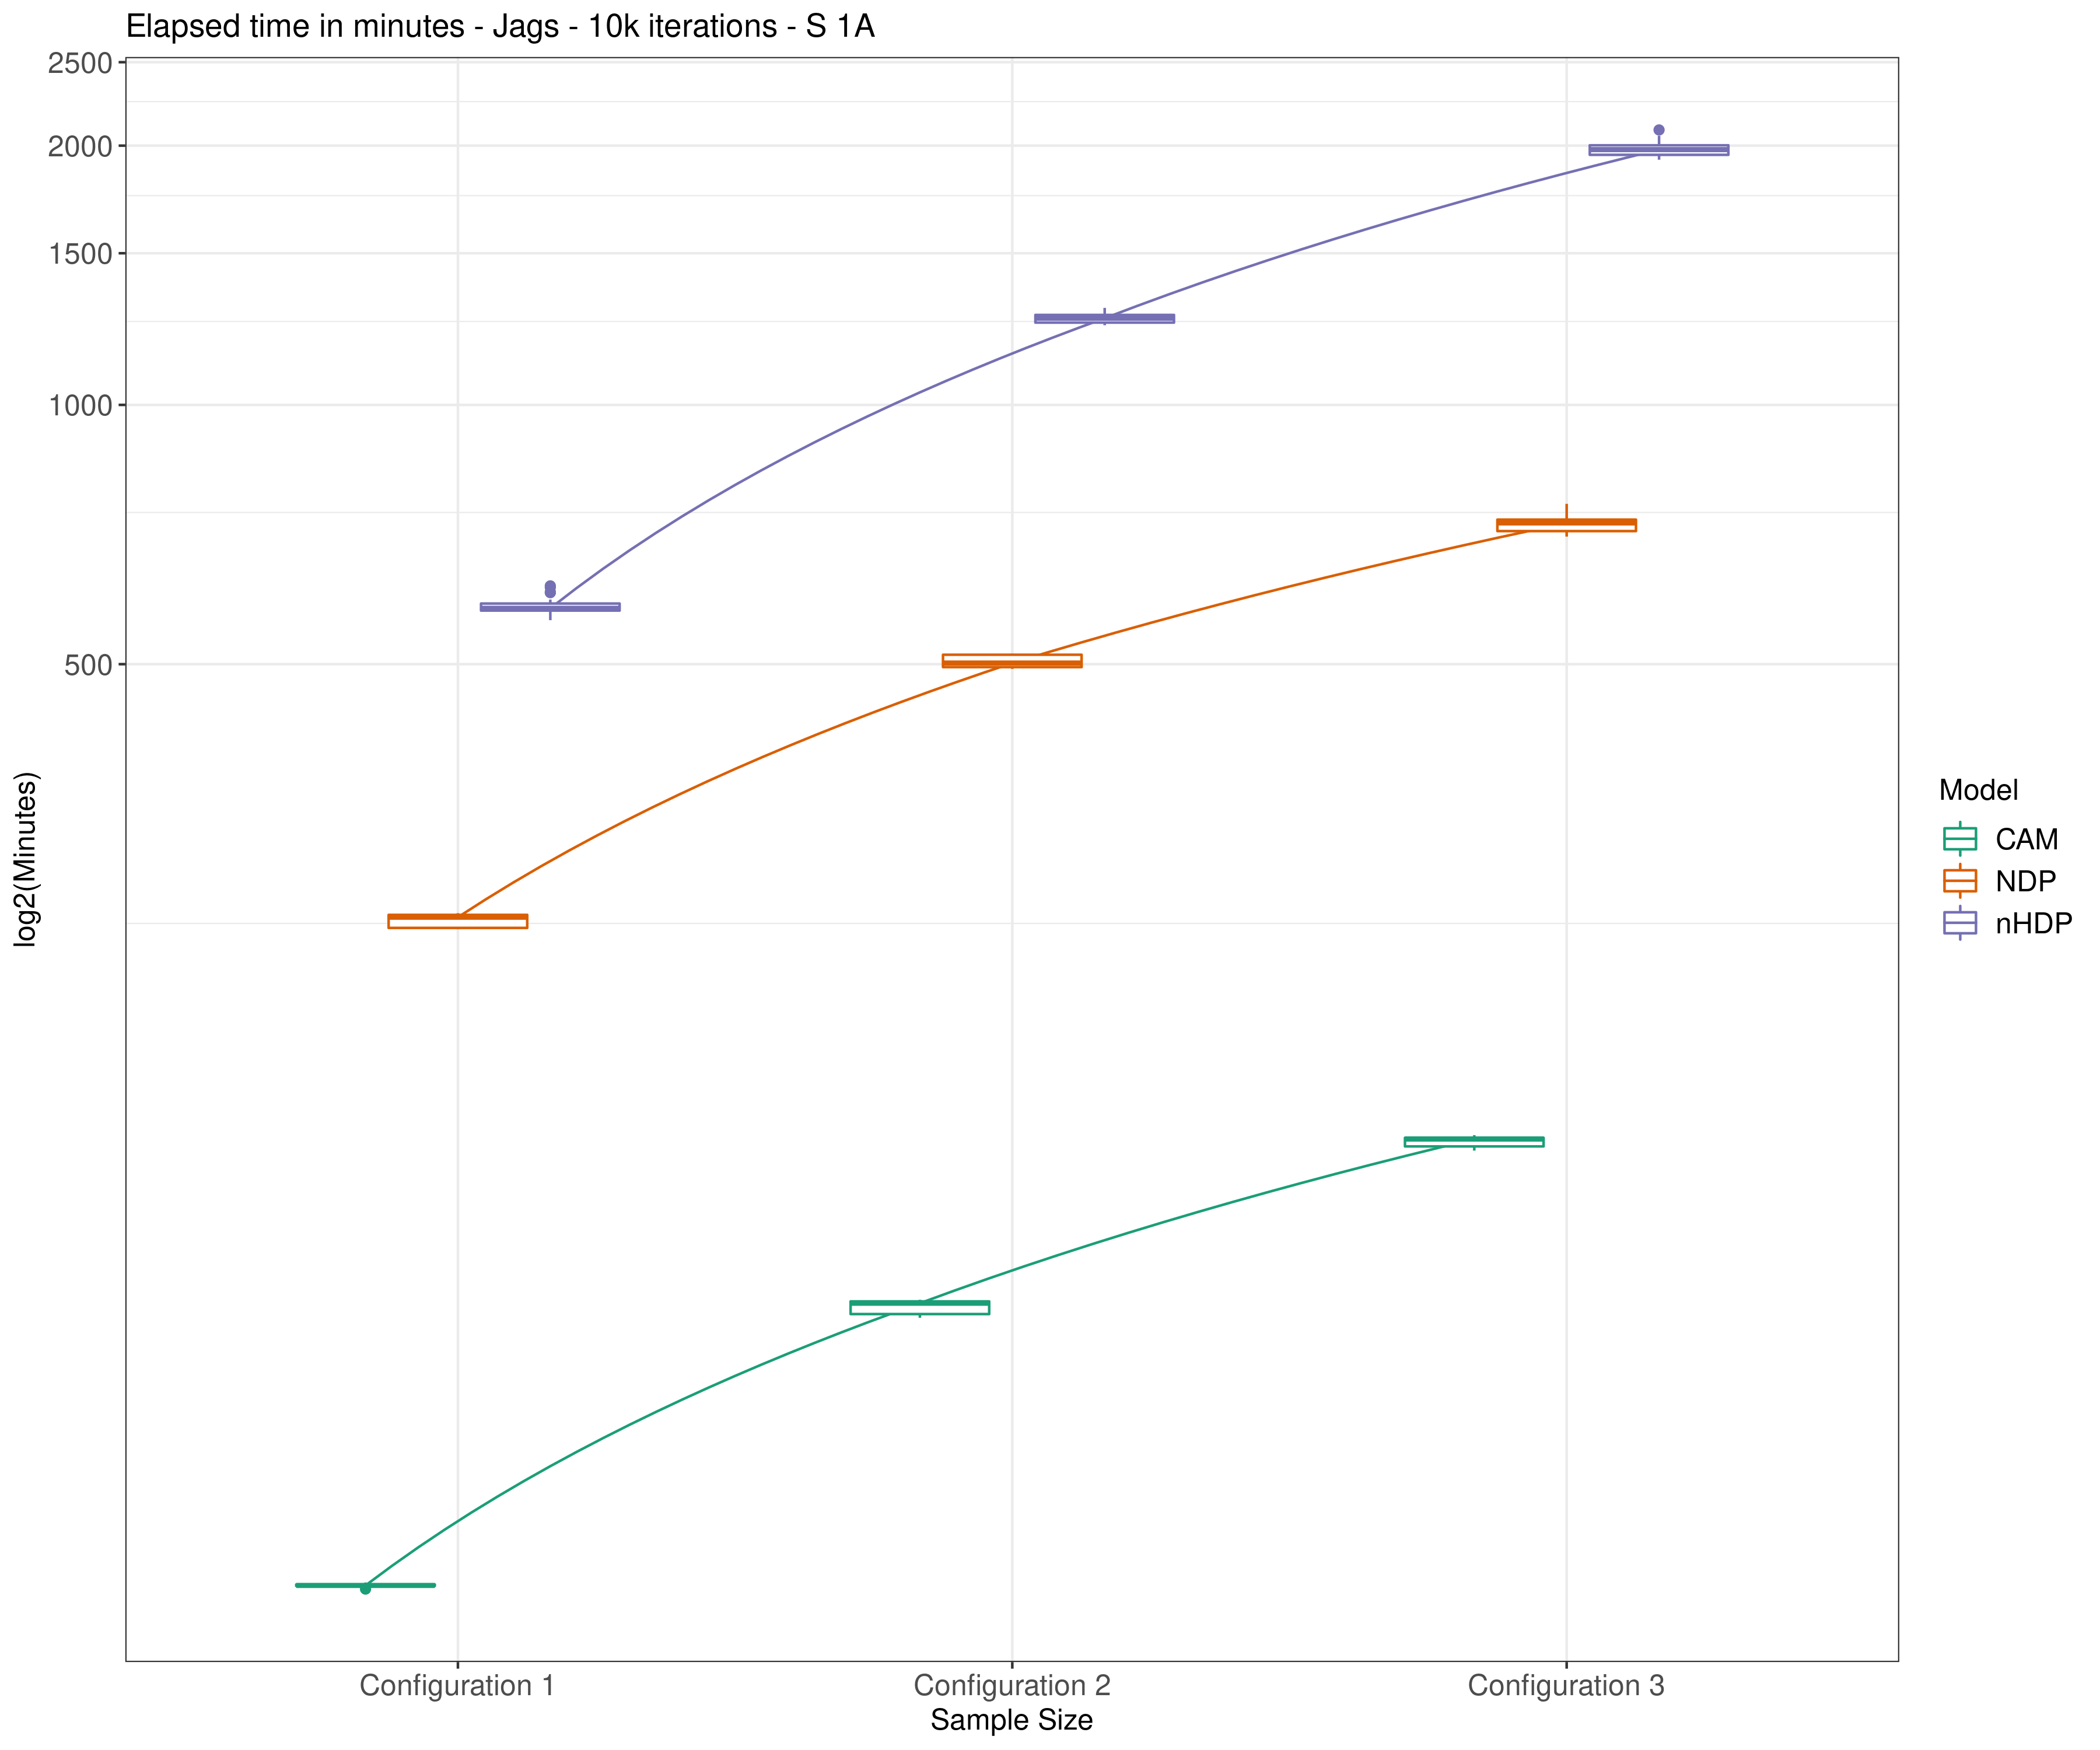 Elapsed time in minutes - Jags - 10k iterations - S 1A
2500
2000
1500
1000
500
log2(Minutes)
Configuration 1
Configuration 2
Configuration 3
Sample Size
Model
CAM
NDP
nHDP